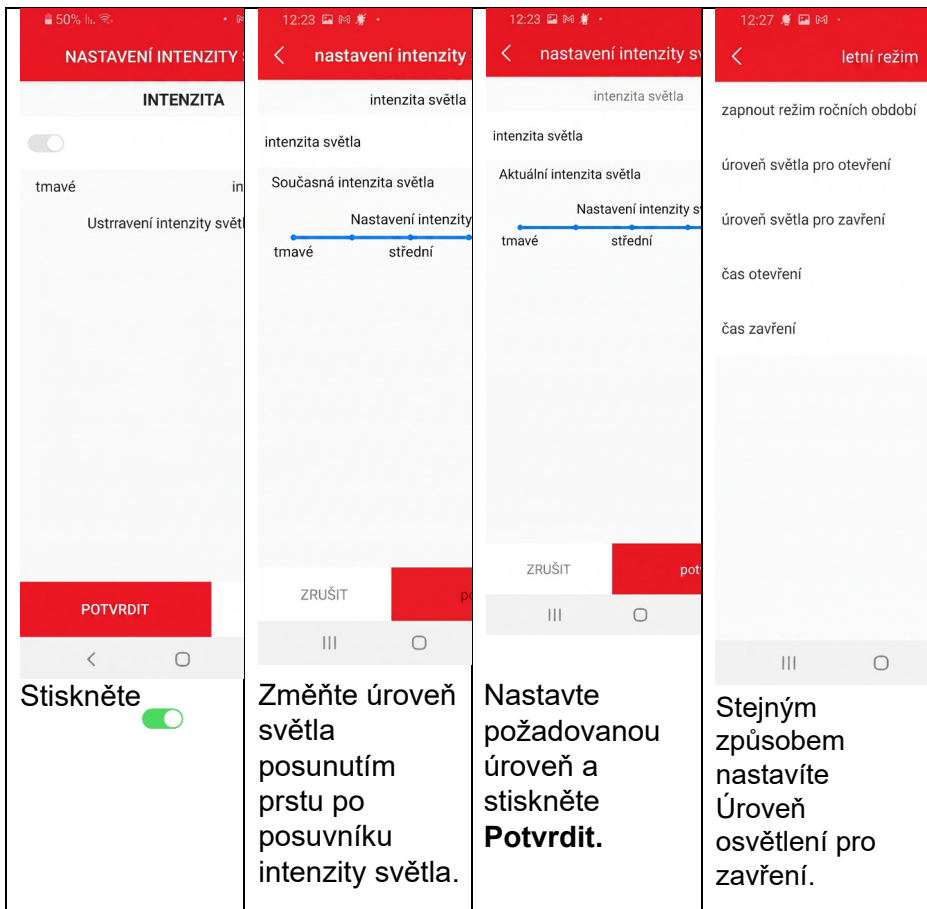 50%
NASTAVENÍ INTENZITY
INTENZITA
tmavé in
Ustrravení intenzity světl
POTVRDIT
Stiskněte
12:23
nastavení intenzity
intenzita světla
intenzita světla
Současná intenzita světla
Nastavení intenzity
tmavé střední
ZRUŠIT p
Změňte úroveň
světla
posunutím
prstu po
posuvníku
intenzity světla.
12:23
nastavení intenzity sv
intenzita světla
intenzita světla
Aktuální intenzita světla
Nastavení intenzity s
tmavé střední
ZRUŠIT pot
Nastavte
požadovanou
úroveň a
stiskněte
Potvrdit.
12:27
letní režim
zapnout režim ročních období
úroveň světla pro otevření
úroveň světla pro zavření
čas otevření
čas zavření
Stejným
způsobem
nastavíte
Úroveň
osvětlení pro
zavření.